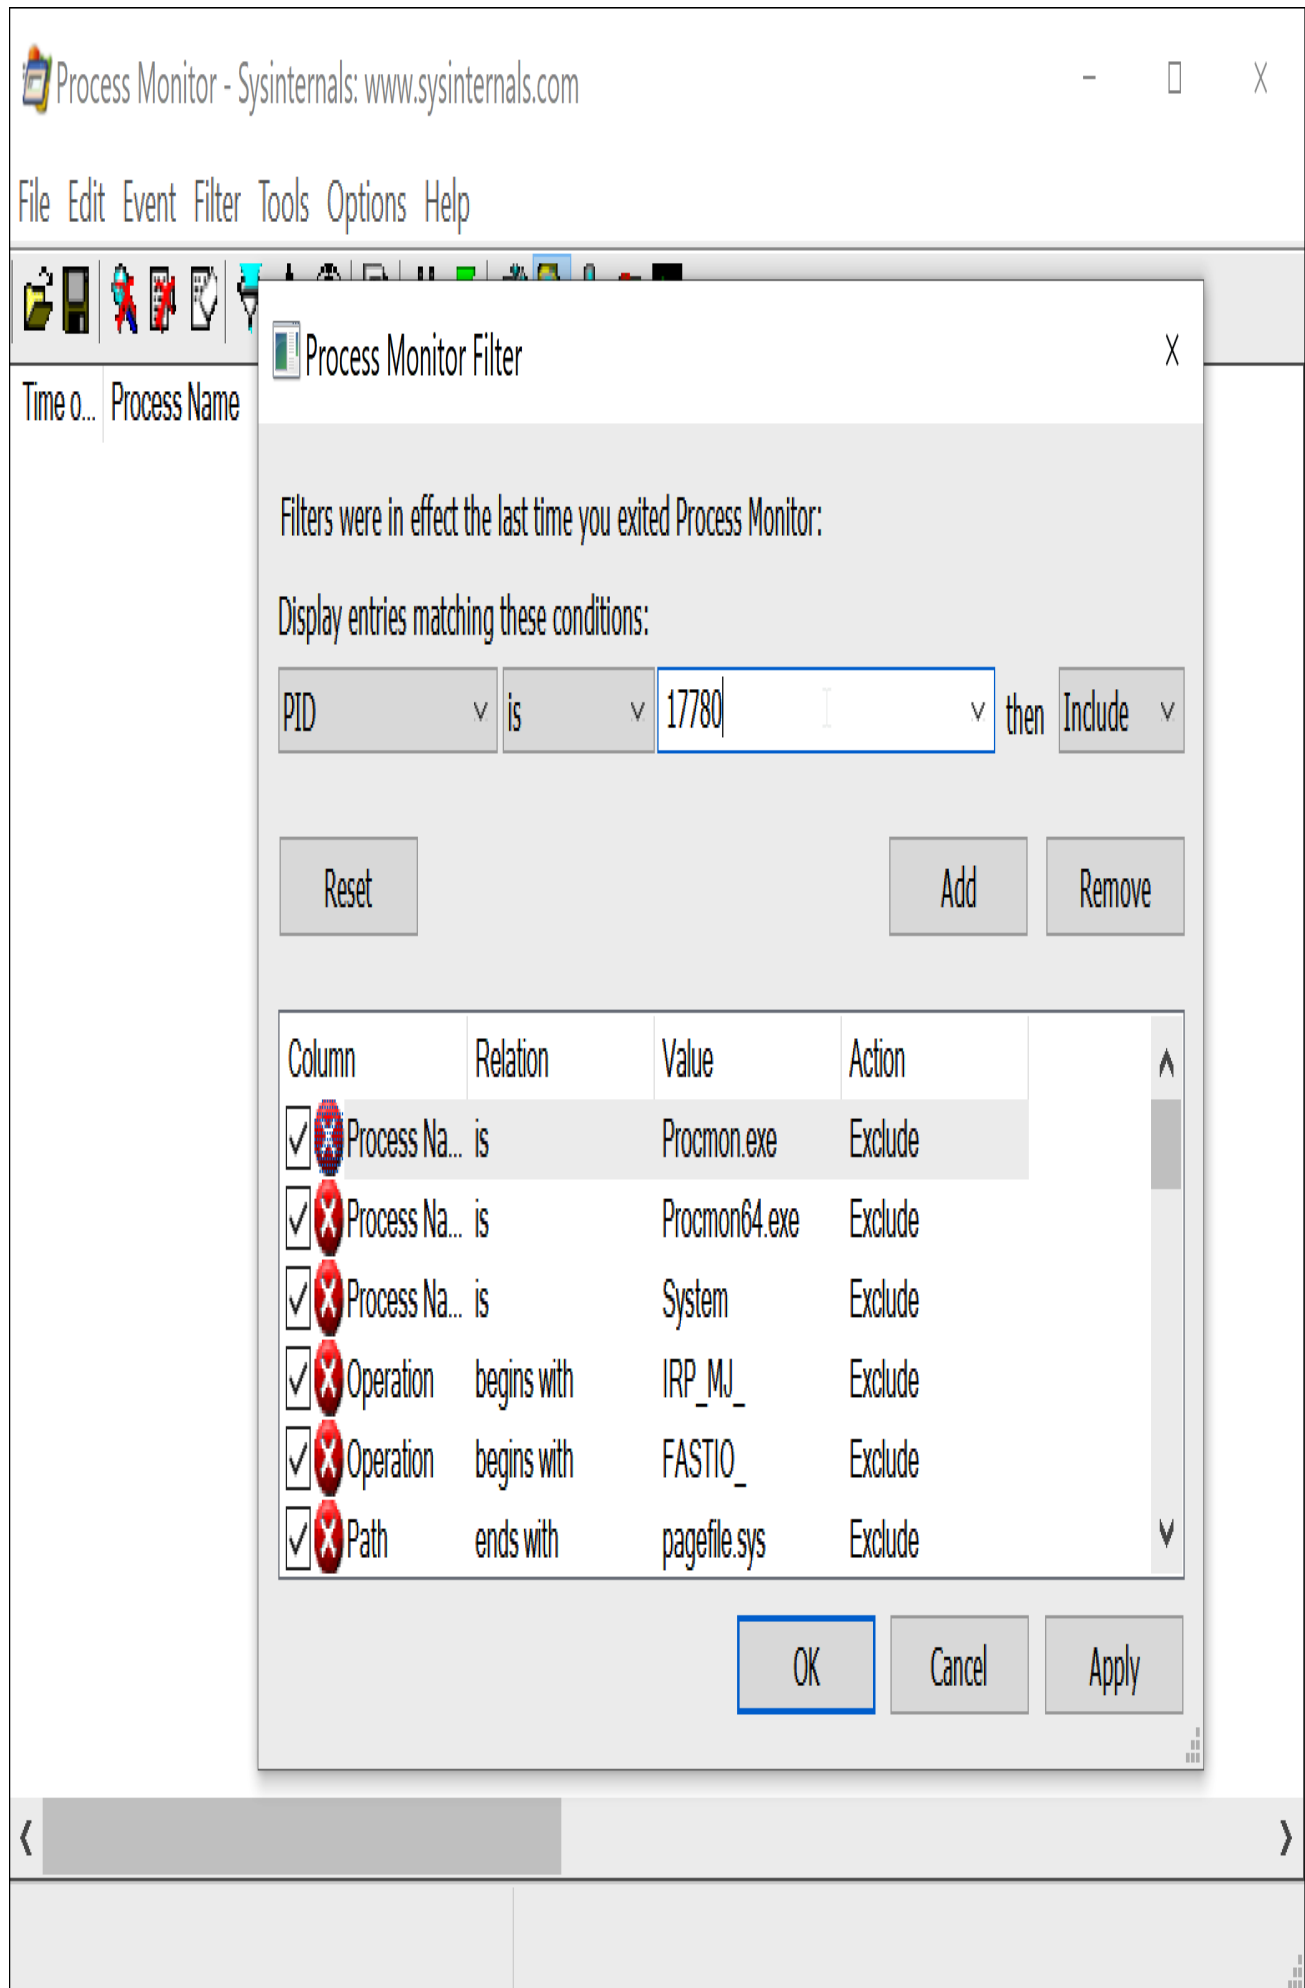 Process Monitor - Sysinternals: www.sysinternals.com
File Edit Event Filter Tools Options Help
Process Monitor Filter
Time o... Process Name
Filters were in effect the last time you exited Process Monitor:
Display entries matching these conditions:
PID is 17780 then Include
Reset Add Remove
Column Relation Value Action
Process Na... is Procmon.exe Exclude
Process Na... is Procmon64.exe Exclude
Process Na... is System Exclude
Operation begins with IRP_MJ_ Exclude
Operation begins with FASTIO_ Exclude
Path ends with pagefile.sys Exclude
OK Cancel Apply